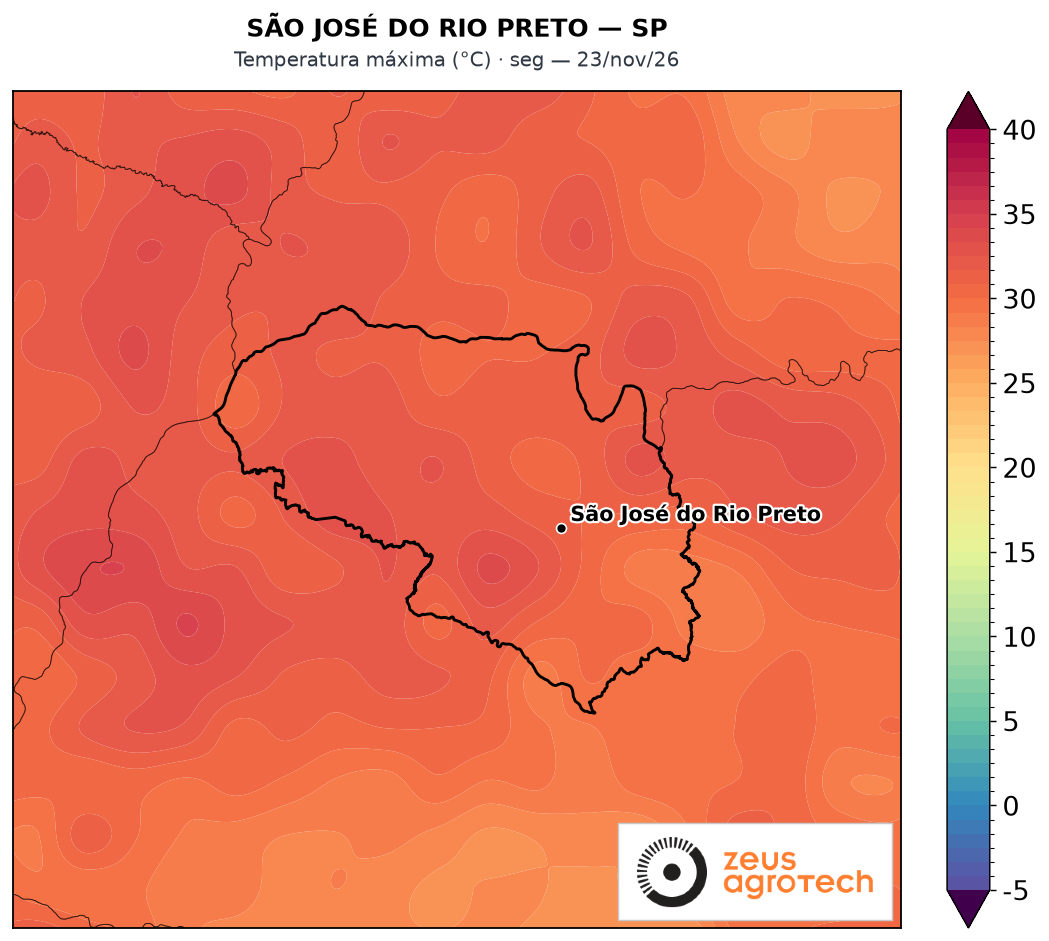 SÃO JOSÉ DO RIO PRETO — SP
Temperatura máxima (°C) · seg — 23/nov/26
40
35
30
25
20
15
10
5
0
-5
São José do Rio Preto
zeus
agrotech